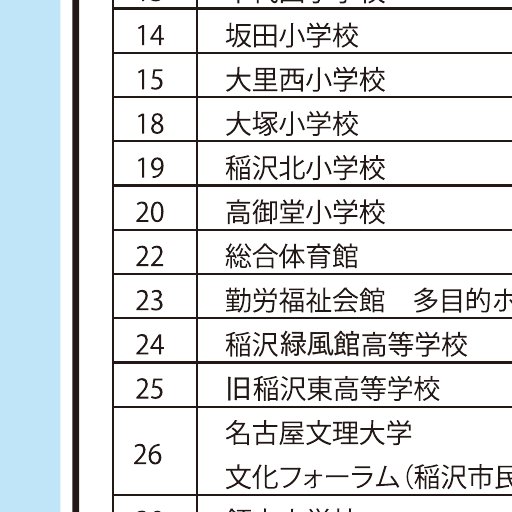 14 坂田小学校
15 大里西小学校
18 大塚小学校
19 稲沢北小学校
20 高御堂小学校
22 総合体育館
23 勤労福祉会館　多目的ホ
24 稲沢緑風館高等学校
25 旧稲沢東高等学校
26 名古屋文理大学
文化フォーラム（稲沢市民